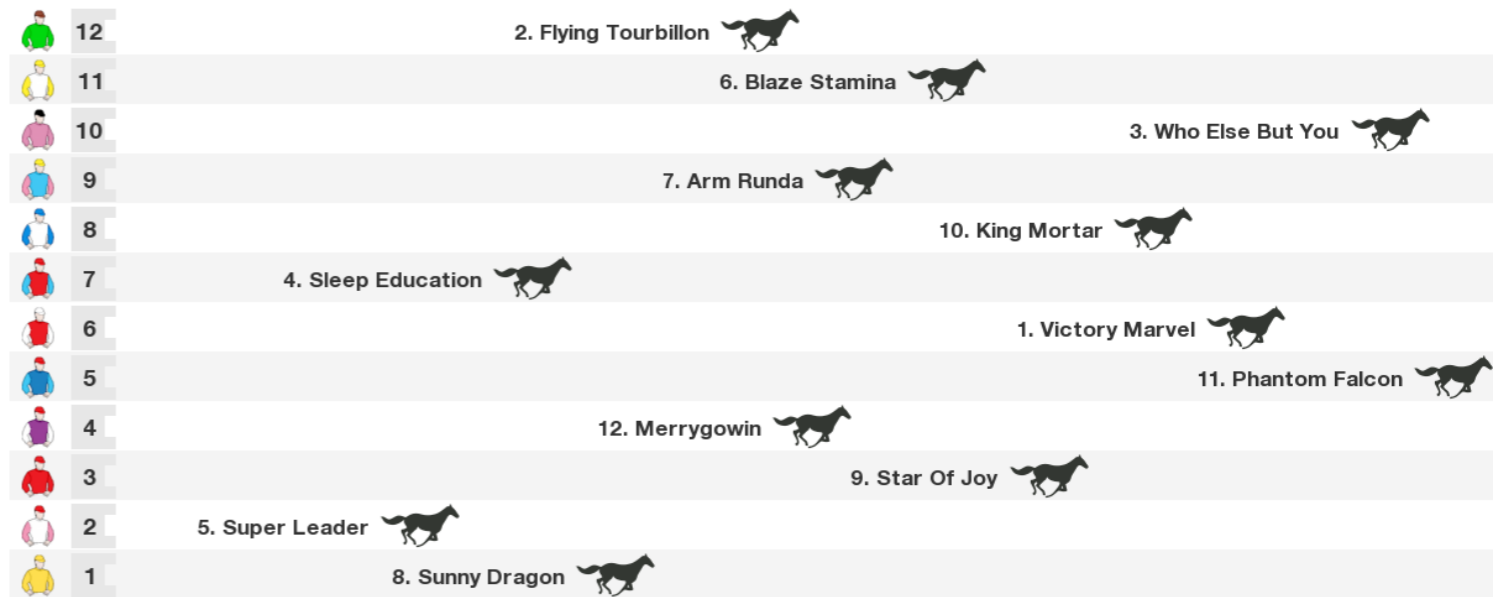 12 2. Flying Tourbillon
11 6. Blaze Stamina
10 3. Who Else But You
9 7. Arm Runda
8 10. King Mortar
7 4. Sleep Education
6 1. Victory Marvel
5 11. Phantom Falcon
4 12. Merrygowin
3 9. Star Of Joy
2 5. Super Leader
1 8. Sunny Dragon